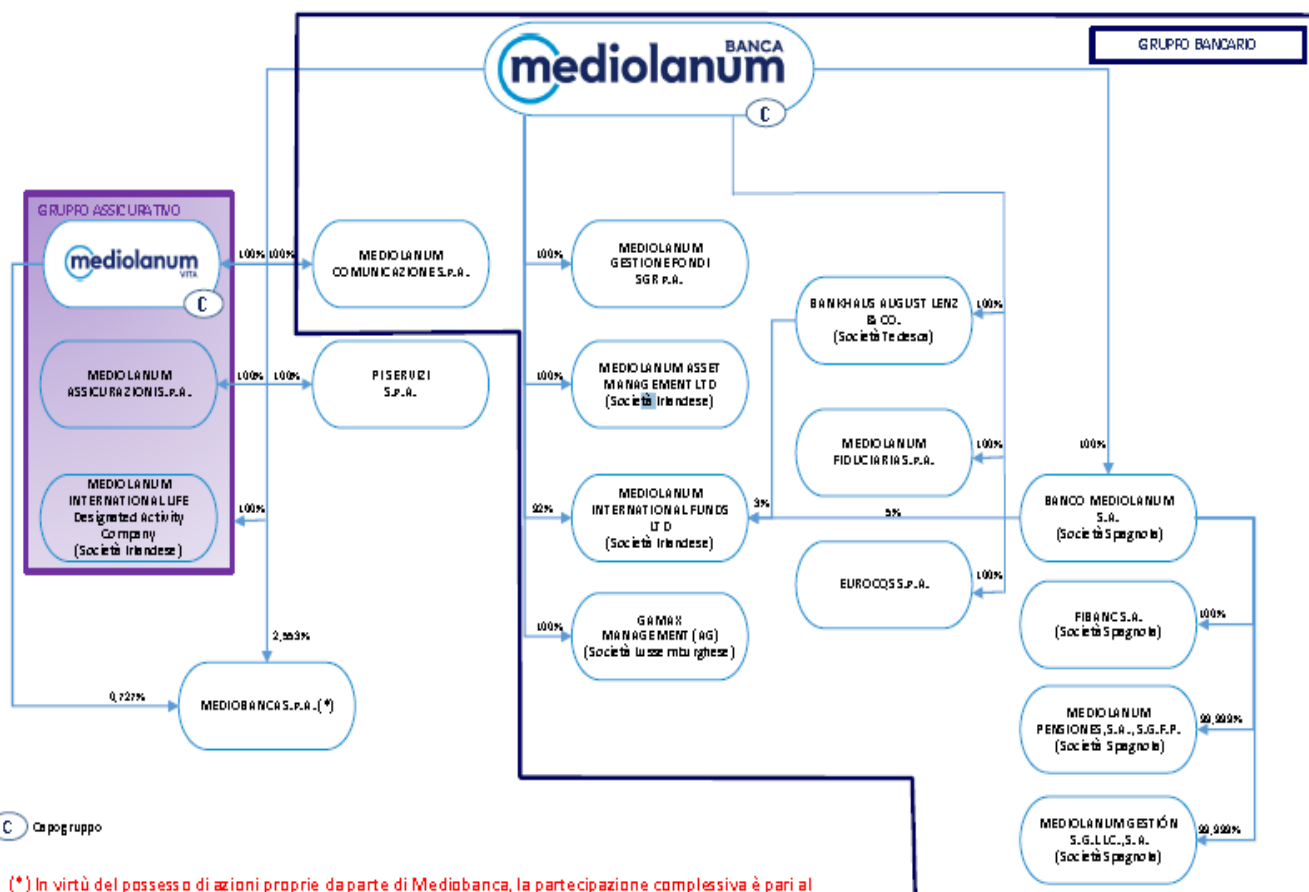 BANCA
mediolanum
C
GRUPPO BANCARIO
GRUPPO ASSICURATIVO
mediolanum
VITA
C
100% 100%
MEDIOLANUM
COMUNICAZIONE S.P.A.
100%
MEDIOLANUM
GESTIONE FONDI
SGR P.A.
BANKHAUS AUGUST LENZ
& CO.
(Società Tedesca)
100%
MEDIOLANUM
ASSICURAZIONI S.P.A.
100% 100%
PI SERVIZI
S.P.A.
100%
MEDIOLANUM ASSET
MANAGEMENT LTD
(Società Irlandese)
MEDIOLANUM
FIDUCIARIA S.P.A.
100%
100%
MEDIOLANUM
INTERNATIONAL LIFE
Designated Activity
Company
(Società Irlandese)
100%
92%
MEDIOLANUM
INTERNATIONAL FUNDS
LTD
(Società Irlandese)
3%
5%
BANCO MEDIOLANUM
S.A.
(Società Spagnola)
EUROCQS S.P.A.
100%
100%
GAMAX
MANAGEMENT (AG)
(Società Lussemburghese)
FIBANC S.A.
(Società Spagnola)
100%
2,553%
0,727%
MEDIOBANCA S.P.A. (*)
MEDIOLANUM
PENSIONES, S.A., S.G.F.P.
(Società Spagnola)
99,999%
MEDIOLANUM GESTIÓN
S.G.I.I.C., S.A.
(Società Spagnola)
99,999%
C Capogruppo
(*) In virtù del possesso di azioni proprie da parte di Mediobanca, la partecipazione complessiva è pari al